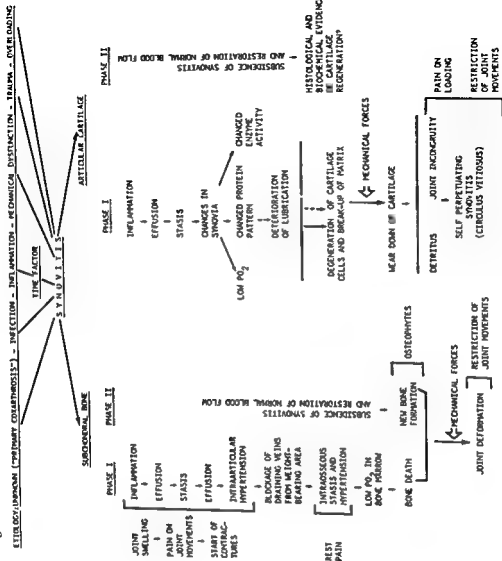 ETIOLOGY: UNKNOWN ("PRIMARY COXARTHROSIS") - INFECTION - INFLAMMATION - MECHANICAL DYSFUNCTION - TRAUMA - OVERLOADING
TIME FACTOR
SYNOVITIS
SUBCHONDRAL BONE
PHASE I
PHASE II
JOINT
SWELLING
PAIN ON
JOINT
MOVEMENTS
START OF
CONTRAC-
TURES
REST
PAIN
INFLAMMATION
EFFUSION
STASIS
EFFUSION
INTRAARTICULAR
HYPERTENSION
BLOCKAGE OF
DRAINING VEINS
FROM WEIGHT-
BEARING AREA
INTRAOSSEOUS
STASIS AND
HYPERTENSION
LOW PO2 IN
BONE MORROW
BONE DEATH
SUBSIDENCE OF SYNOVITIS
AND RESTORATION OF NORMAL BLOOD FLOW
NEW BONE
FORMATION
OSTEOPHYTES
MECHANICAL FORCES
JOINT DEFORMATION
RESTRICTION OF
JOINT MOVEMENTS
ARTICULAR CARTILAGE
PHASE I
PHASE II
INFLAMMATION
EFFUSION
STASIS
CHANGES IN
SYNOVIA
LOW PO2
CHANGED PROTEIN
PATTERN
CHANGED
ENZYME
ACTIVITY
DETERIORATION
OF LUBRICATION
DEGENERATION OF CARTILAGE
CELLS AND BREAK-UP OF MATRIX
MECHANICAL FORCES
WEAR DOWN OF CARTILAGE
DETRITUS
JOINT INCONGRUITY
SELF PERPETUATING
SYNOVITIS
(CIRCULUS VITIOSUS)
SUBSIDENCE OF SYNOVITIS
AND RESTORATION OF NORMAL BLOOD FLOW
HISTOLOGICAL AND
BIOCHEMICAL EVIDENC
OF CARTILAGE
REGENERATION
PAIN ON
LOADING
RESTRICTION
OF JOINT
MOVEMENTS